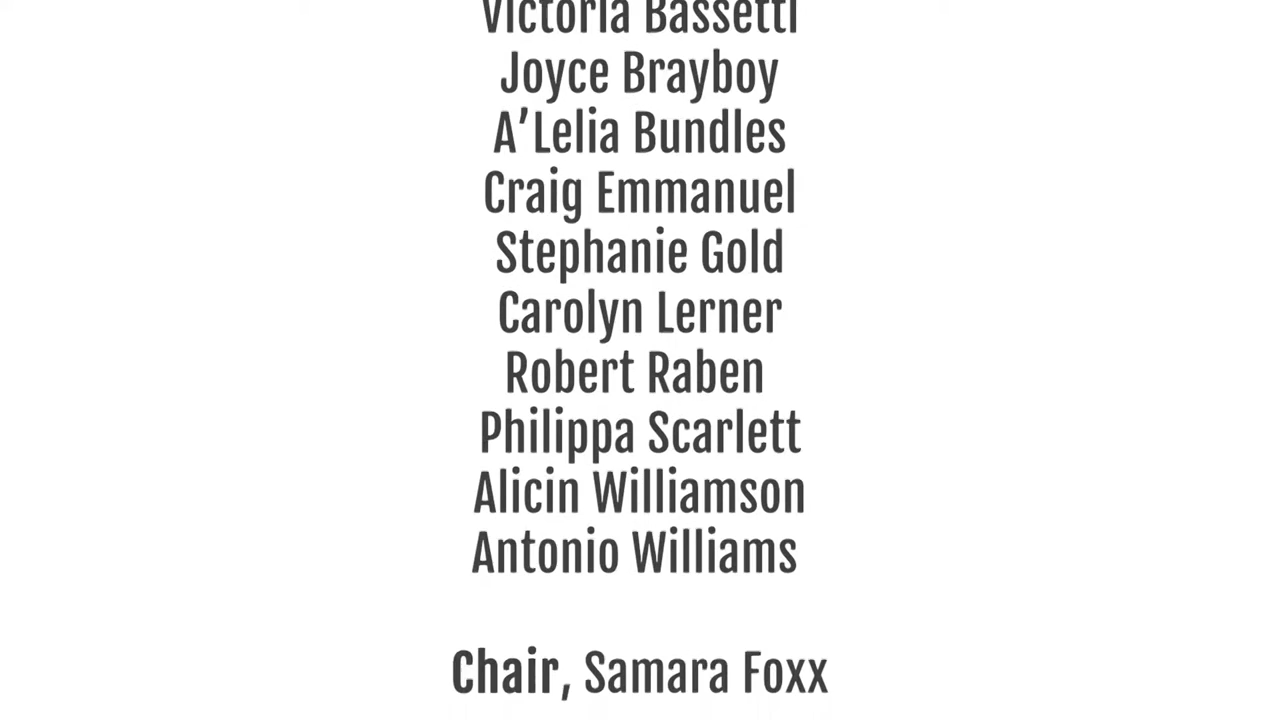 Victoria Bassetti
Joyce Brayboy
A’Lelia Bundles
Craig Emmanuel
Stephanie Gold
Carolyn Lerner
Robert Raben
Philippa Scarlett
Alicin Williamson
Antonio Williams
Chair, Samara Foxx